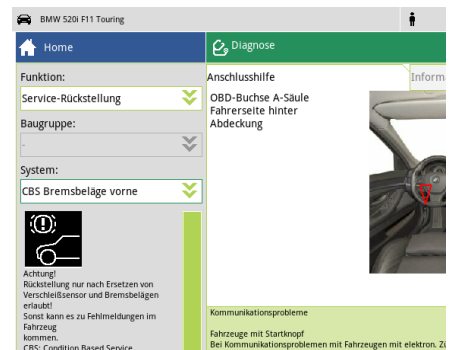 BMW 520i F11 Touring
Home
Diagnose
Funktion:
Service-Rückstellung
Baugruppe:
-
System:
CBS Bremsbeläge vorne
Achtung!
Rückstellung nur nach Ersetzen von
Verschleißsensor und Bremsbelägen
erlaubt!
Sonst kann es zu Fehlmeldungen im
Fahrzeug
kommen.
CBS: Condition Based Service
Anschlusshilfe
Inform
OBD-Buchse A-Säule
Fahrerseite hinter
Abdeckung
Kommunikationsprobleme
Fahrzeuge mit Startknopf
Bei Kommunikationsproblemen mit Fahrzeugen mit elektron. Zü